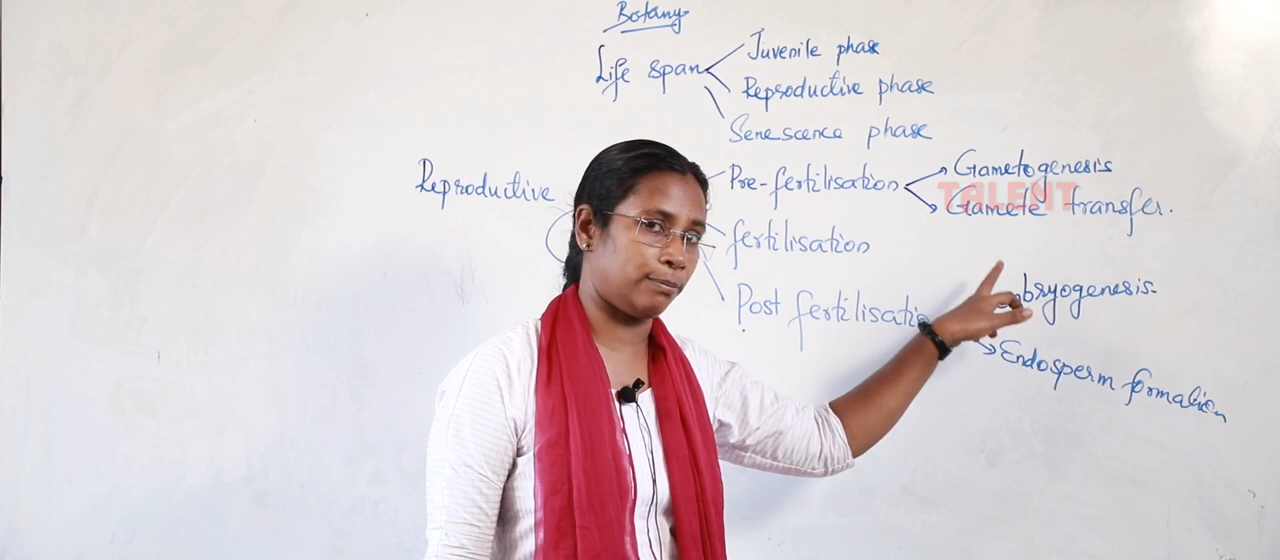 Botany
Life span
Juvenile phase
Reproductive phase
Senescence phase
Reproductive
Pre-fertilisation
Gametogenesis
Gamete transfer.
TALENT
fertilisation
Post fertilisation
bryogenesis.
Endosperm formation